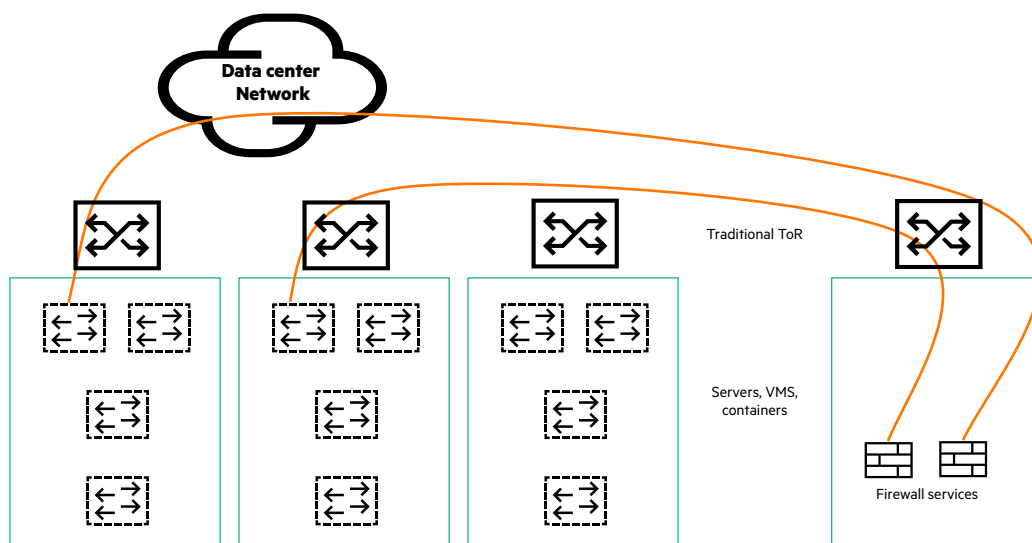 Data center
Network
Traditional ToR
Servers, VMS,
containers
Firewall services